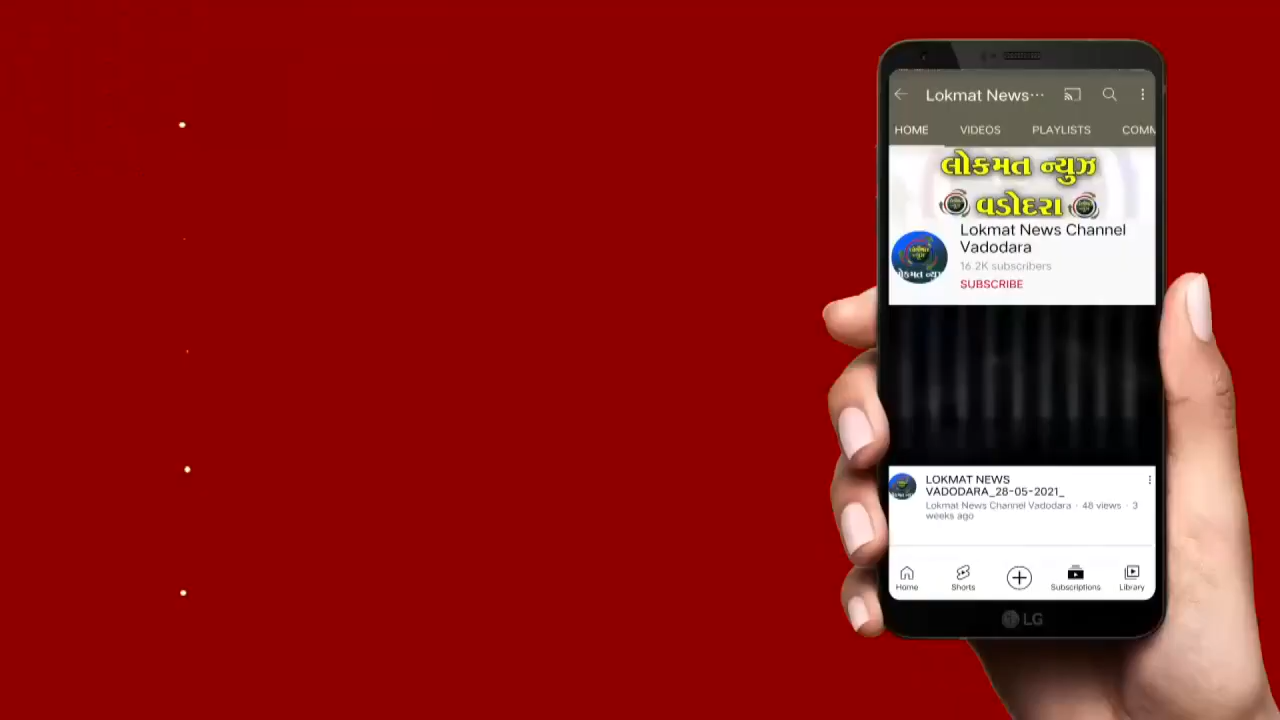 Lokmat News...
HOME VIDEOS PLAYLISTS COMM
લોકમત ન્યુઝ
વડોદરા
Lokmat News Channel
Vadodara
16.2K subscribers
SUBSCRIBE
LOKMAT NEWS
VADODARA_28-05-2021_
Lokmat News Channel Vadodara · 48 views · 3
weeks ago
Home Shorts Subscriptions Library
LG